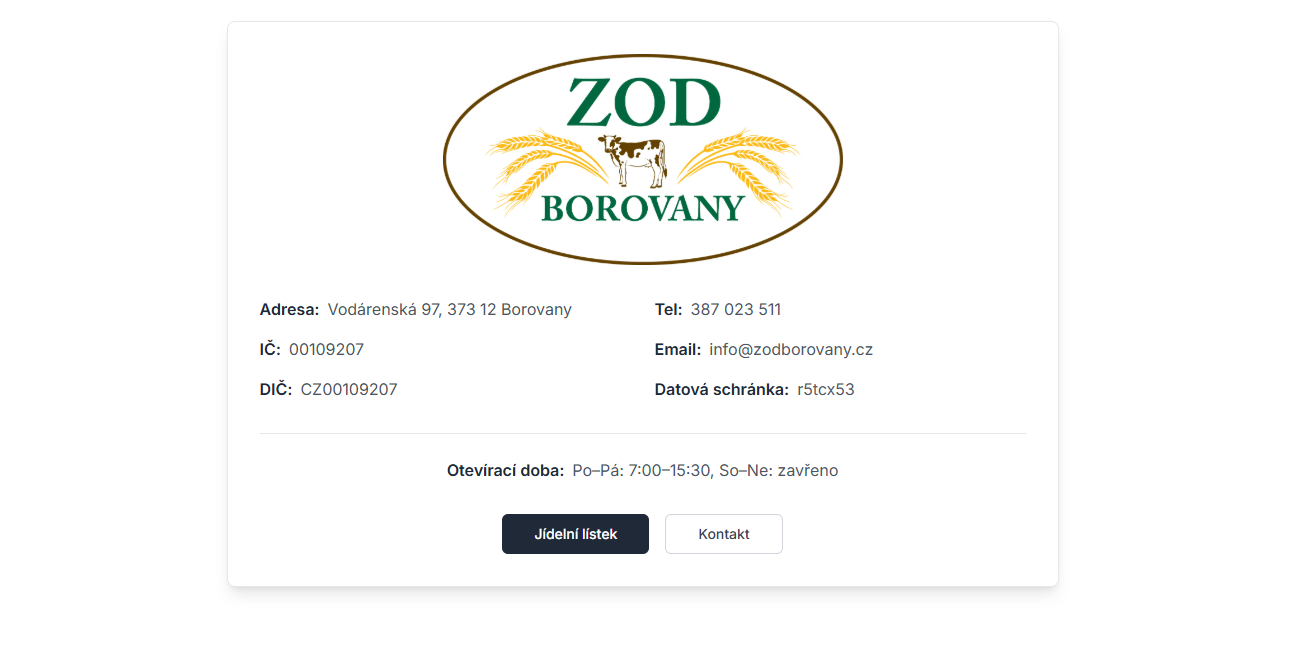 ZOD
BOROVANY
Adresa: Vodárenská 97, 373 12 Borovany
Tel: 387 023 511
IČ: 00109207
Email: info@zodborovany.cz
DIČ: CZ00109207
Datová schránka: r5tcx53
Otevírací doba: Po–Pá: 7:00–15:30, So–Ne: zavřeno
Jídelní lístek
Kontakt